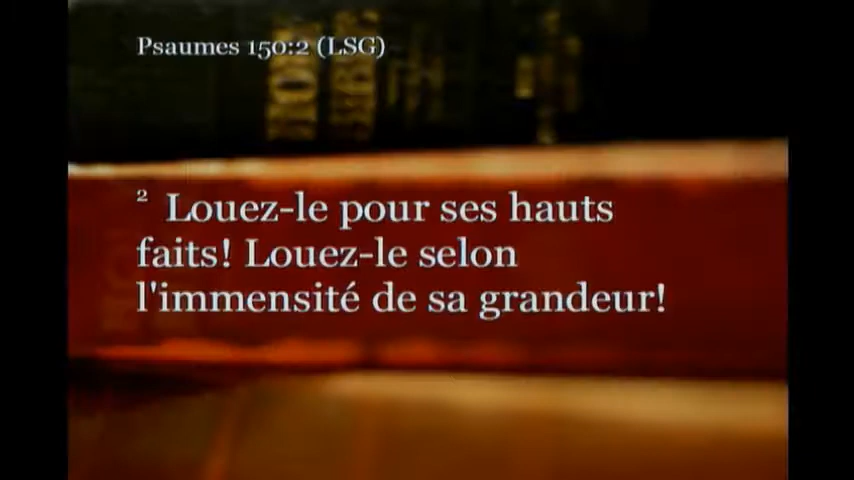 Psaumes 150:2 (LSG)
2 Louez-le pour ses hauts
faits! Louez-le selon
l'immensité de sa grandeur!